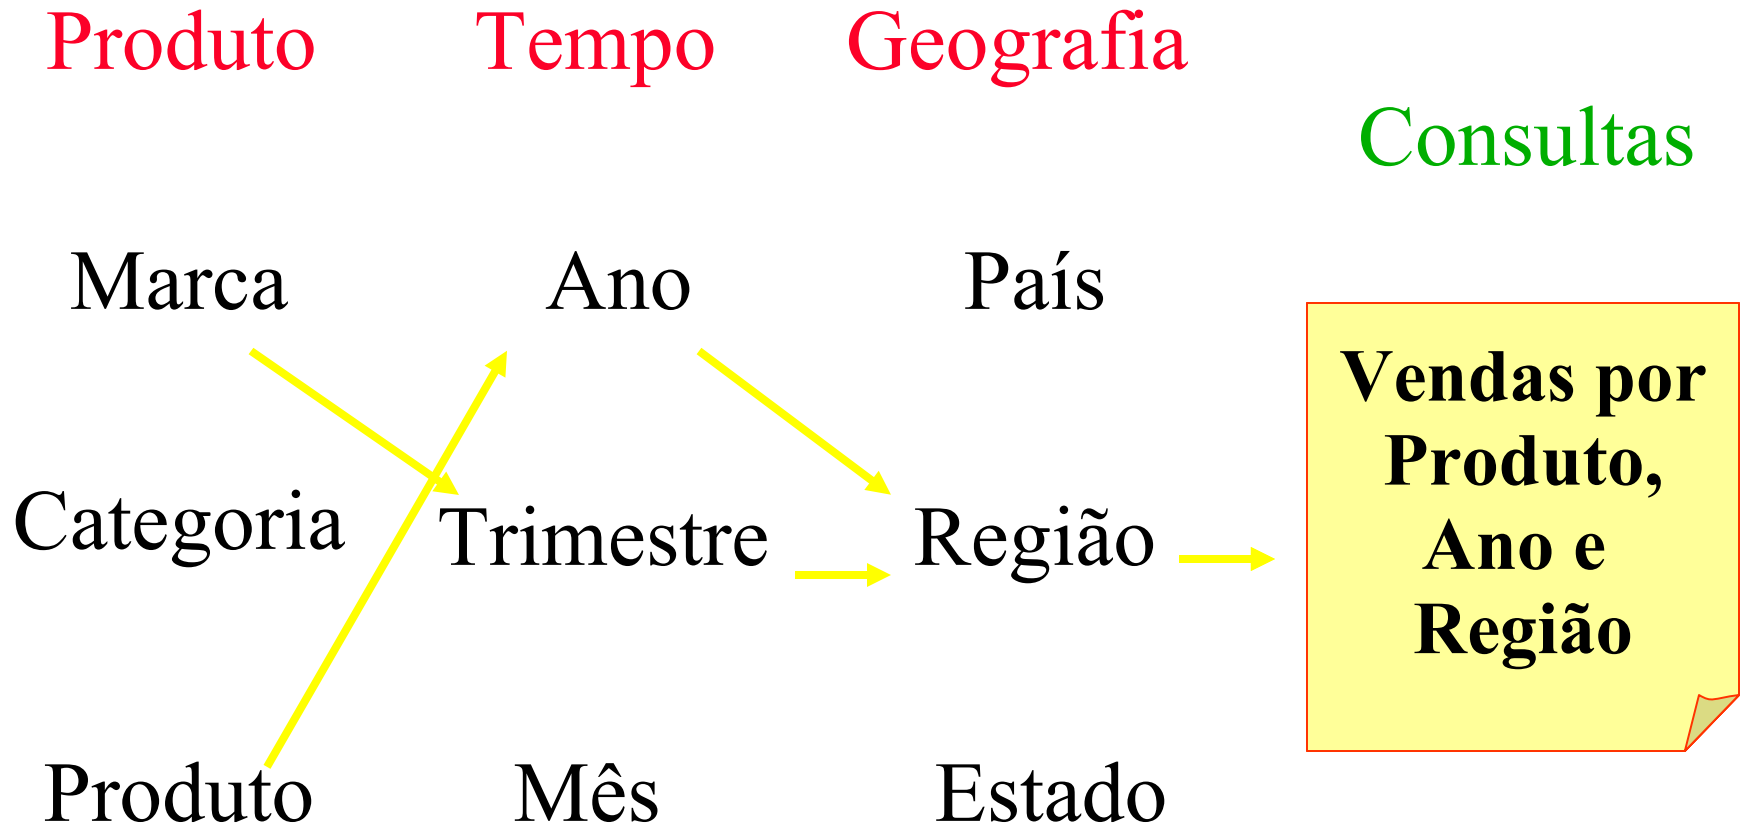 Produto Tempo Geografia
Consultas
Marca Ano País
Categoria Trimestre Região
Produto Mês Estado
Vendas por
Produto,
Ano e
Região